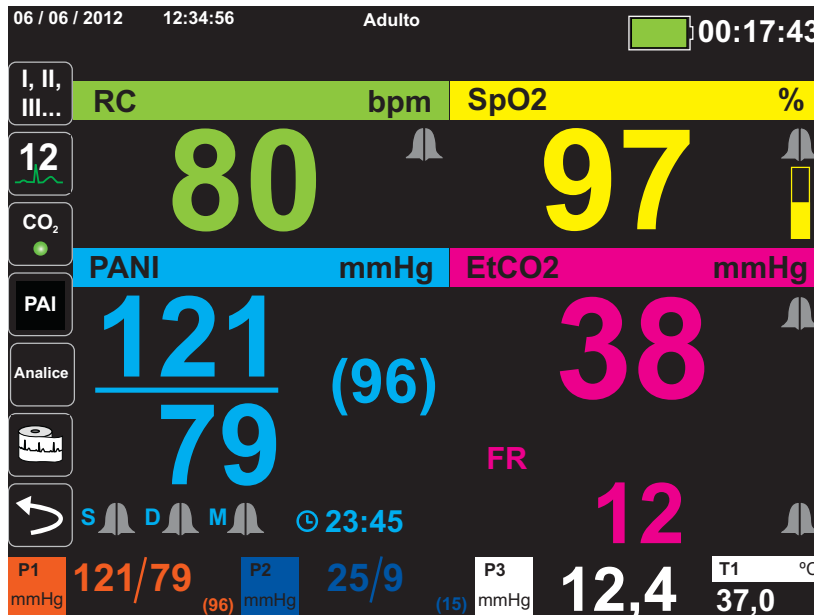 06 / 06 / 2012 12:34:56 Adulto 00:17:43
I, II,
III...
RC bpm SpO2 %
12
80 97
CO₂
PANI mmHg EtCO2 mmHg
PAI
121 38
Analice
(96)
79
FR
12
S D M 23:45
P1 121/79 P2 25/9 P3 12,4 T1 ºC
mmHg (96) mmHg (15) mmHg 37,0